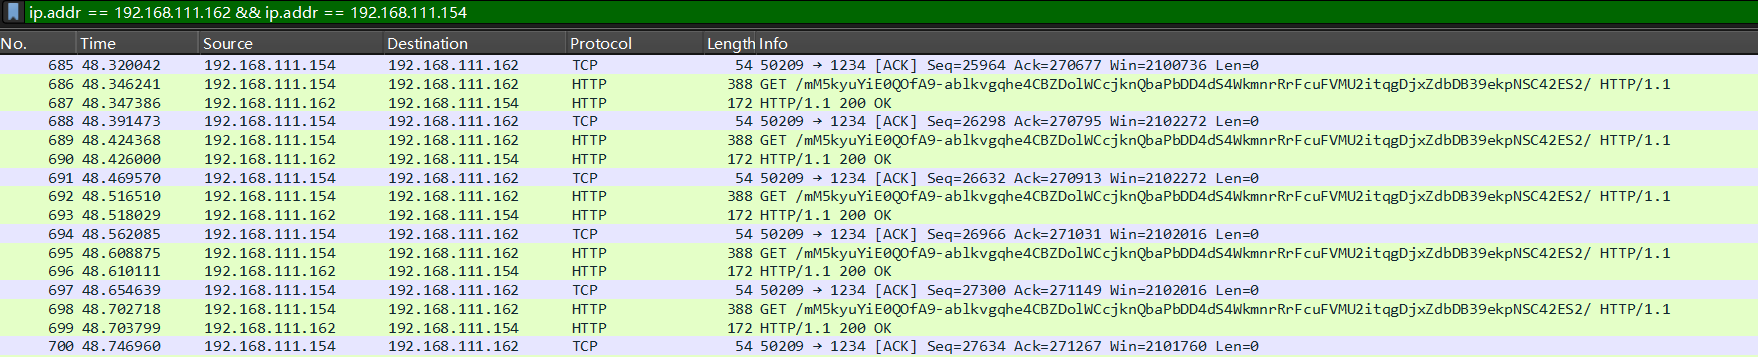 ip.addr == 192.168.111.162 && ip.addr == 192.168.111.154
No. Time Source Destination Protocol Length Info
685 48.320042 192.168.111.154 192.168.111.162 TCP 54 50209 → 1234 [ACK] Seq=25964 Ack=270677 Win=2100736 Len=0
686 48.346241 192.168.111.154 192.168.111.162 HTTP 388 GET /mM5kyuYiE0QOfA9-ablkvgqhe4CBZDolWCcjknQbaPbDD4dS4WkmnrRrFcuFVMU2itqgDjxZdbDB39ekpNSC42ES2/ HTTP/1.1
687 48.347386 192.168.111.162 192.168.111.154 HTTP 172 HTTP/1.1 200 OK
688 48.391473 192.168.111.154 192.168.111.162 TCP 54 50209 → 1234 [ACK] Seq=26298 Ack=270795 Win=2102272 Len=0
689 48.424368 192.168.111.154 192.168.111.162 HTTP 388 GET /mM5kyuYiE0QOfA9-ablkvgqhe4CBZDolWCcjknQbaPbDD4dS4WkmnrRrFcuFVMU2itqgDjxZdbDB39ekpNSC42ES2/ HTTP/1.1
690 48.426000 192.168.111.162 192.168.111.154 HTTP 172 HTTP/1.1 200 OK
691 48.469570 192.168.111.154 192.168.111.162 TCP 54 50209 → 1234 [ACK] Seq=26632 Ack=270913 Win=2102272 Len=0
692 48.516510 192.168.111.154 192.168.111.162 HTTP 388 GET /mM5kyuYiE0QOfA9-ablkvgqhe4CBZDolWCcjknQbaPbDD4dS4WkmnrRrFcuFVMU2itqgDjxZdbDB39ekpNSC42ES2/ HTTP/1.1
693 48.518029 192.168.111.162 192.168.111.154 HTTP 172 HTTP/1.1 200 OK
694 48.562085 192.168.111.154 192.168.111.162 TCP 54 50209 → 1234 [ACK] Seq=26966 Ack=271031 Win=2102016 Len=0
695 48.608875 192.168.111.154 192.168.111.162 HTTP 388 GET /mM5kyuYiE0QOfA9-ablkvgqhe4CBZDolWCcjknQbaPbDD4dS4WkmnrRrFcuFVMU2itqgDjxZdbDB39ekpNSC42ES2/ HTTP/1.1
696 48.610111 192.168.111.162 192.168.111.154 HTTP 172 HTTP/1.1 200 OK
697 48.654639 192.168.111.154 192.168.111.162 TCP 54 50209 → 1234 [ACK] Seq=27300 Ack=271149 Win=2102016 Len=0
698 48.702718 192.168.111.154 192.168.111.162 HTTP 388 GET /mM5kyuYiE0QOfA9-ablkvgqhe4CBZDolWCcjknQbaPbDD4dS4WkmnrRrFcuFVMU2itqgDjxZdbDB39ekpNSC42ES2/ HTTP/1.1
699 48.703799 192.168.111.162 192.168.111.154 HTTP 172 HTTP/1.1 200 OK
700 48.746960 192.168.111.154 192.168.111.162 TCP 54 50209 → 1234 [ACK] Seq=27634 Ack=271267 Win=2101760 Len=0